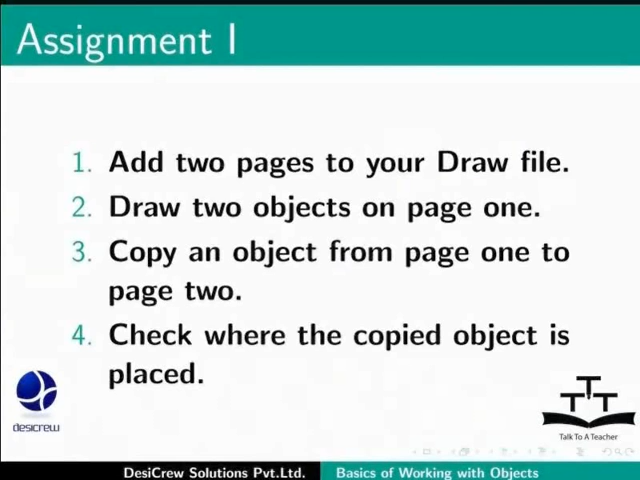 Assignment I
1. Add two pages to your Draw file.
2. Draw two objects on page one.
3. Copy an object from page one to
page two.
4. Check where the copied object is
placed.
desicrew
TTT
Talk To A Teacher
DesiCrew Solutions Pvt.Ltd. Basics of Working with Objects